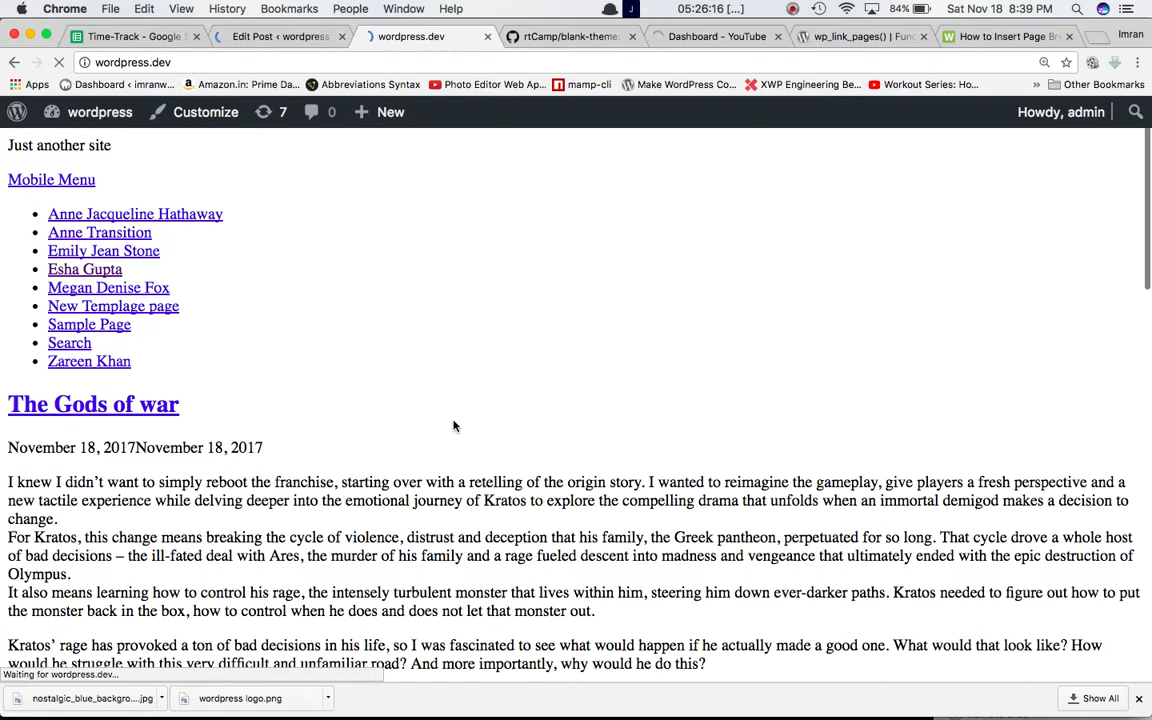 Chrome File Edit View History Bookmarks People Window Help 05:26:16 [...] 84% Sat Nov 18 8:39 PM
Time-Track - Google S Edit Post ‹ wordpress wordpress.dev rtCamp/blank-theme: Dashboard - YouTube wp_link_pages() | Func How to Insert Page Br Imran
wordpress.dev
Apps Dashboard ‹ imranw... Amazon.in: Prime Da... Abbreviations Syntax Photo Editor Web Ap... mamp-cli Make WordPress Co... XWP Engineering Be... Workout Series: Ho... » Other Bookmarks
wordpress Customize 7 0 New Howdy, admin
Just another site
Mobile Menu
Anne Jacqueline Hathaway
Anne Transition
Emily Jean Stone
Esha Gupta
Megan Denise Fox
New Templage page
Sample Page
Search
Zareen Khan
The Gods of war
November 18, 2017November 18, 2017
I knew I didn't want to simply reboot the franchise, starting over with a retelling of the origin story. I wanted to reimagine the gameplay, give players a fresh perspective and a
new tactile experience while delving deeper into the emotional journey of Kratos to explore the compelling drama that unfolds when an immortal demigod makes a decision to
change.
For Kratos, this change means breaking the cycle of violence, distrust and deception that his family, the Greek pantheon, perpetuated for so long. That cycle drove a whole host
of bad decisions – the ill-fated deal with Ares, the murder of his family and a rage fueled descent into madness and vengeance that ultimately ended with the epic destruction of
Olympus.
It also means learning how to control his rage, the intensely turbulent monster that lives within him, steering him down ever-darker paths. Kratos needed to figure out how to put
the monster back in the box, how to control when he does and does not let that monster out.
Kratos' rage has provoked a ton of bad decisions in his life, so I was fascinated to see what would happen if he actually made a good one. What would that look like? How
would he struggle with this very difficult and unfamiliar road? And more importantly, why would he do this?
Waiting for wordpress.dev...
nostalgic_blue_backgro....jpg wordpress logo.png Show All